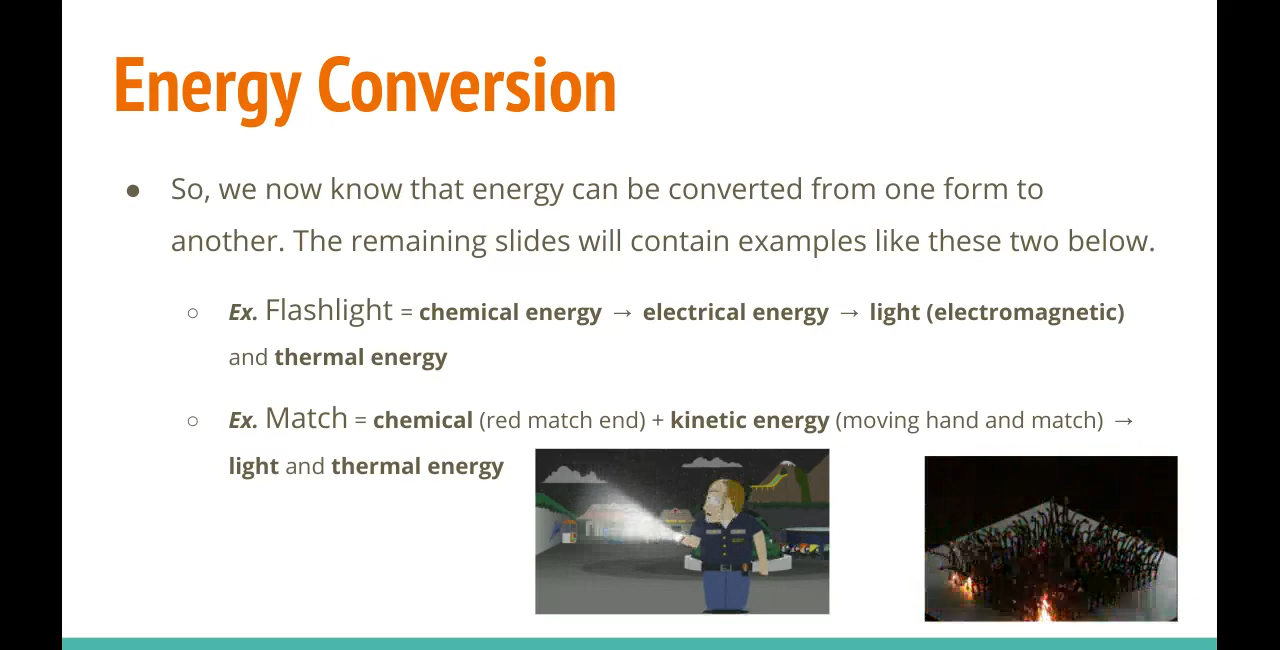 Energy Conversion
● So, we now know that energy can be converted from one form to
another. The remaining slides will contain examples like these two below.
○ Ex. Flashlight = chemical energy → electrical energy → light (electromagnetic)
and thermal energy
○ Ex. Match = chemical (red match end) + kinetic energy (moving hand and match) →
light and thermal energy